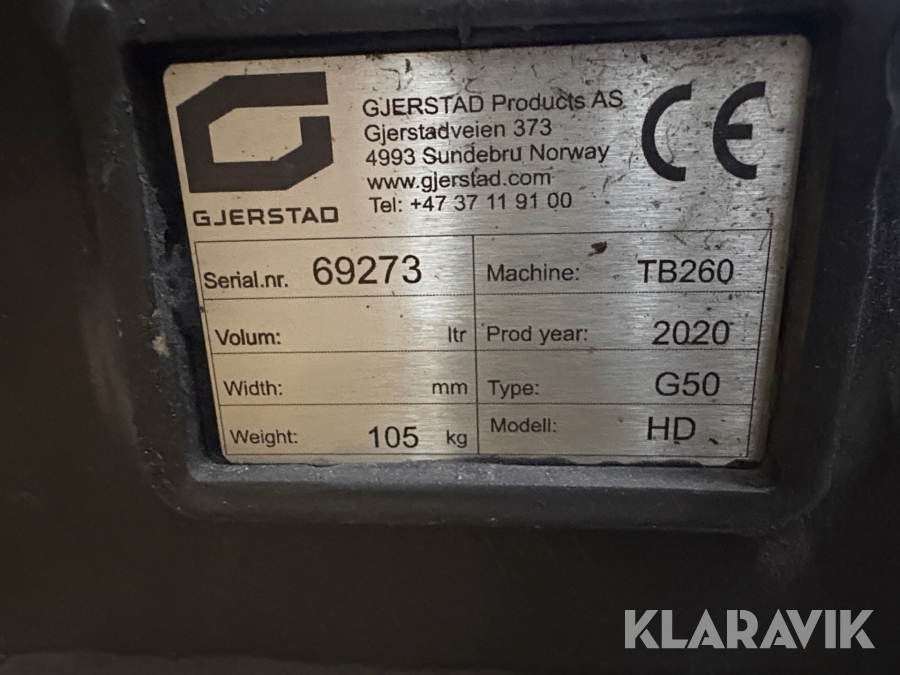 GJERSTAD
GJERSTAD Products AS
Gjerstadveien 373
4993 Sundebru Norway
www.gjerstad.com
Tel: +47 37 11 91 00
CE
Serial.nr. 69273 Machine: TB260
Volum: ltr Prod year: 2020
Width: mm Type: G50
Weight: 105 kg Modell: HD
KLARAVIK